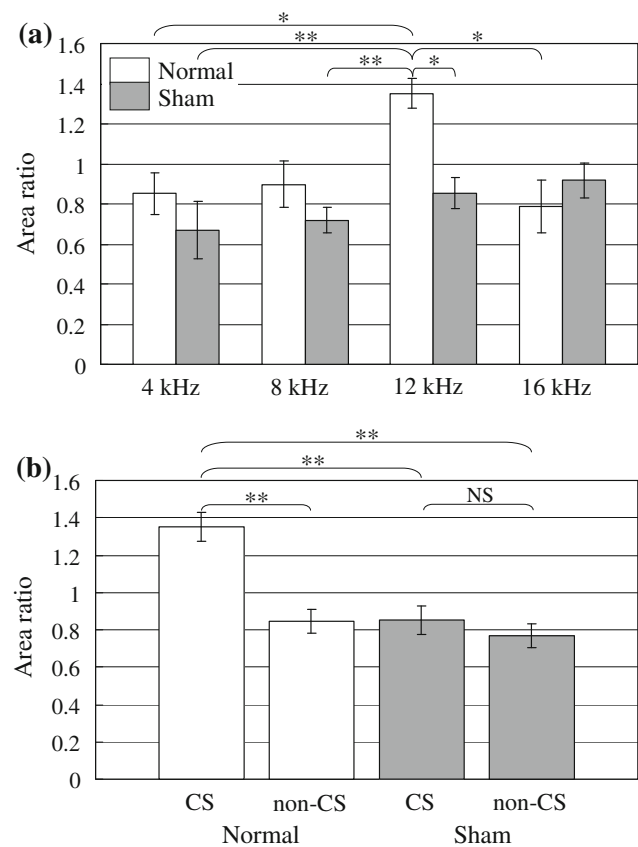 (a)
*
**
*
**
*
1.6
1.4
1.2
1
0.8
0.6
0.4
0.2
0
Area ratio
Normal
Sham
4 kHz 8 kHz 12 kHz 16 kHz
(b)
**
**
**
NS
1.6
1.4
1.2
1
0.8
0.6
0.4
0.2
0
Area ratio
CS non-CS CS non-CS
Normal Sham